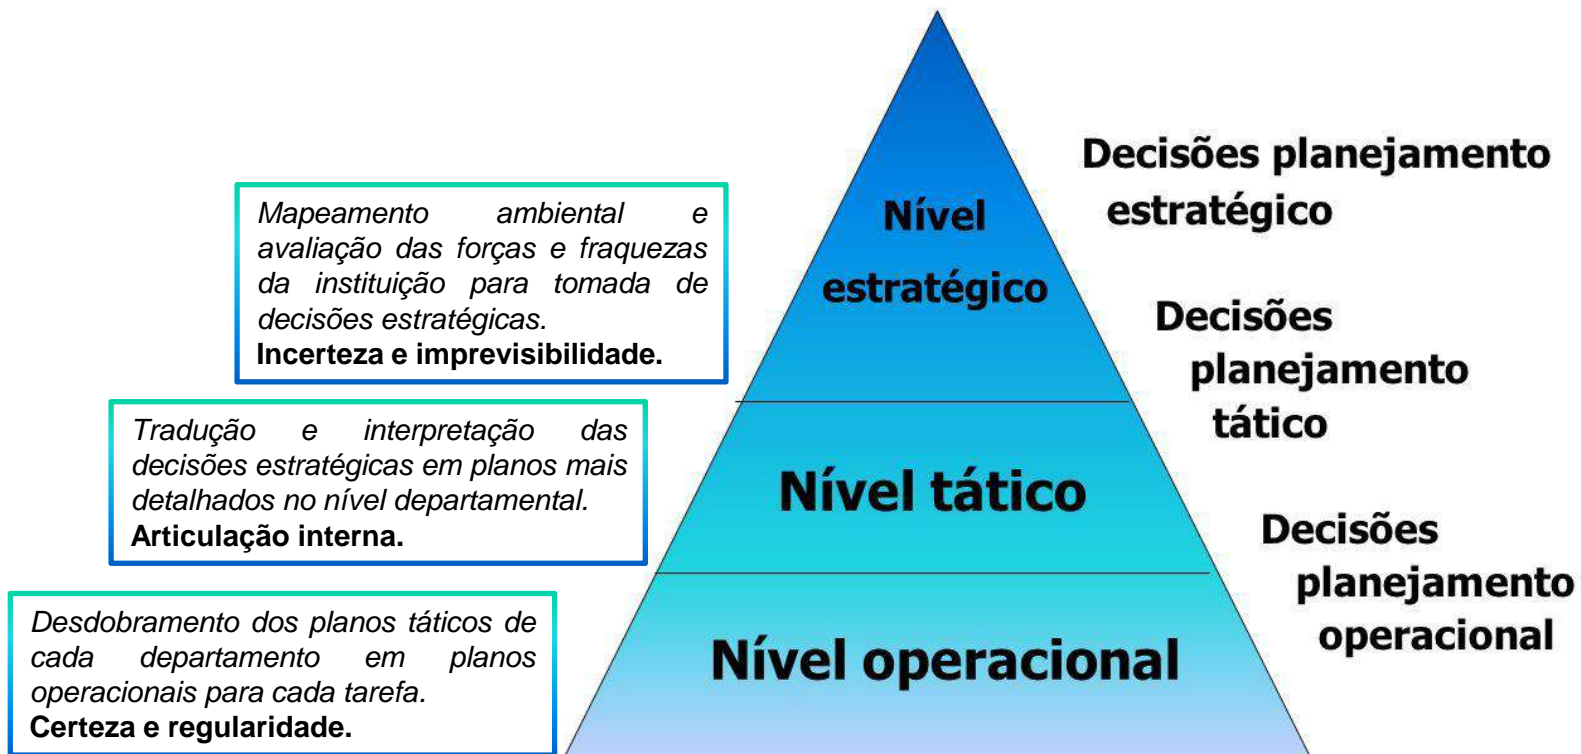 Decisões planejamento
estratégico
Mapeamento ambiental e
avaliação das forças e fraquezas
da instituição para tomada de
decisões estratégicas.
Incerteza e imprevisibilidade.
Nível
estratégico
Decisões
planejamento
tático
Tradução e interpretação das
decisões estratégicas em planos mais
detalhados no nível departamental.
Articulação interna.
Nível tático
Decisões
planejamento
operacional
Desdobramento dos planos táticos de
cada departamento em planos
operacionais para cada tarefa.
Certeza e regularidade.
Nível operacional